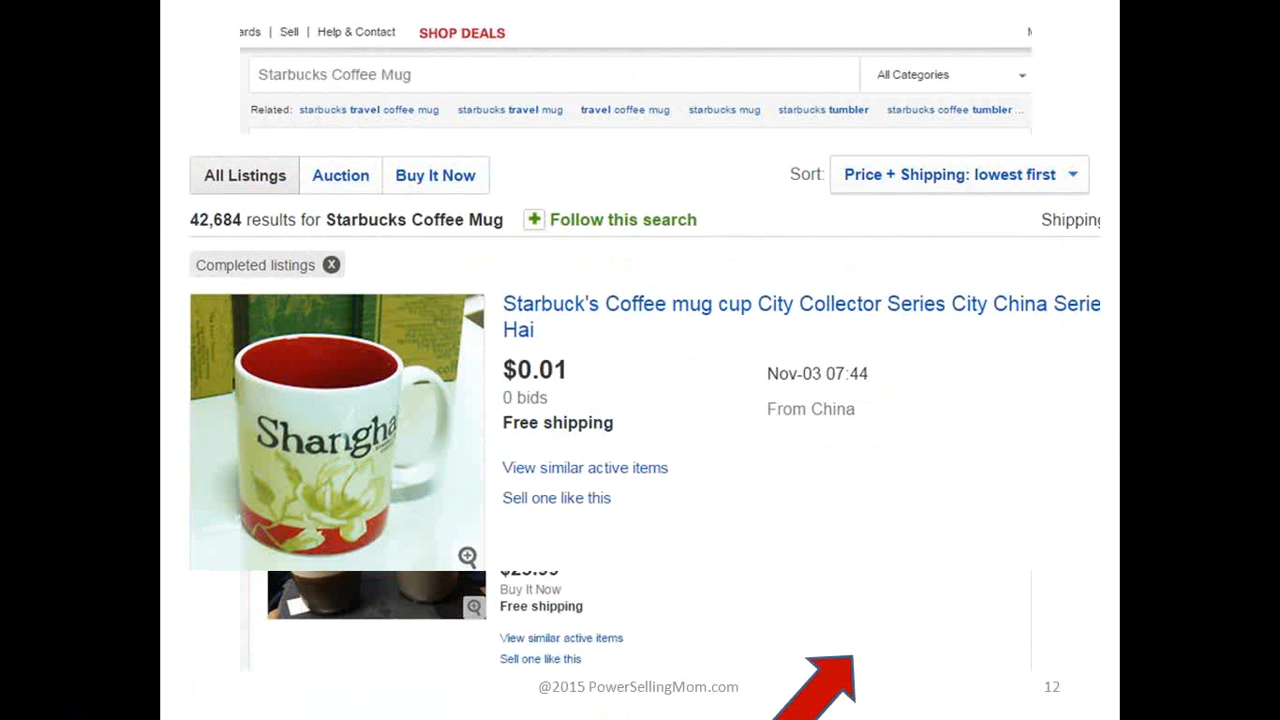 ards | Sell | Help & Contact SHOP DEALS
Starbucks Coffee Mug All Categories
Related: starbucks travel coffee mug starbucks travel mug travel coffee mug starbucks mug starbucks tumbler starbucks coffee tumbler ...
All Listings Auction Buy It Now Sort: Price + Shipping: lowest first
42,684 results for Starbucks Coffee Mug Follow this search Shipping
Completed listings
Starbuck's Coffee mug cup City Collector Series City China Serie
Hai
$0.01 Nov-03 07:44
0 bids From China
Free shipping
Shangha
View similar active items
Sell one like this
Buy It Now
Free shipping
View similar active items
Sell one like this
@2015 PowerSellingMom.com 12